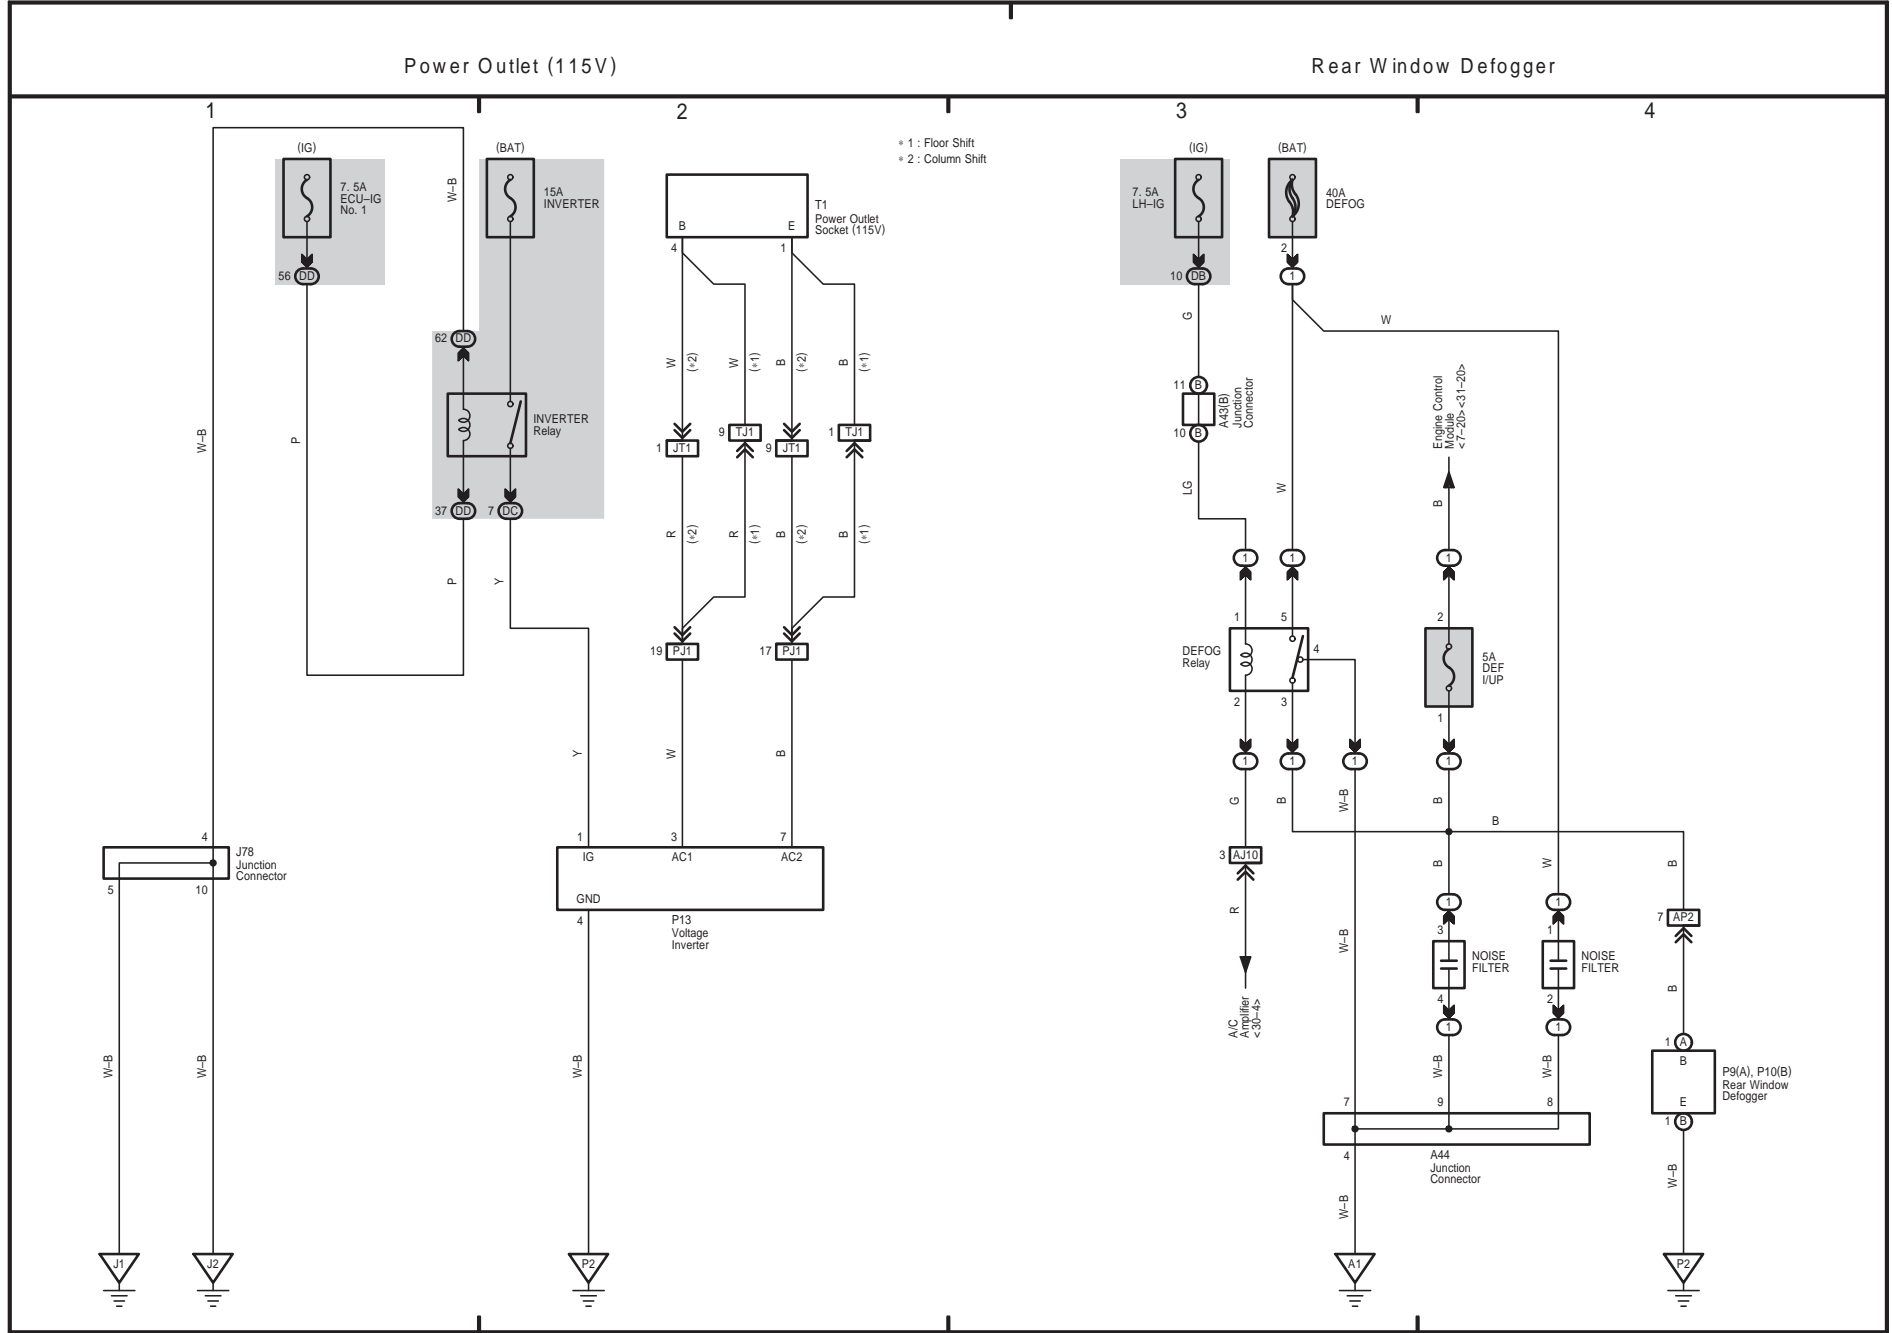 Power Outlet (115V)
Rear Window Defogger
1
2
3
4
∗ 1 : Floor Shift
∗ 2 : Column Shift
(IG)
7. 5A
ECU–IG
No. 1
56 DD
W–B
(BAT)
15A
INVERTER
62 DD
INVERTER
Relay
37 DD
7 DC
W–B
P
P
Y
Y
4
J78
Junction
Connector
5
10
W–B
W–B
J1
J2
B
E
T1
Power Outlet
Socket (115V)
4
1
W
(∗2)
W
(∗1)
B
(∗2)
B
(∗1)
1 JT1
9 TJ1
9 JT1
1 TJ1
R
(∗2)
R
(∗1)
B
(∗2)
B
(∗1)
19 PJ1
17 PJ1
W
B
1
3
7
IG
AC1
AC2
GND
4
P13
Voltage
Inverter
W–B
P2
(IG)
7. 5A
LH–IG
10 DB
G
11 B
A43(B)
Junction
Connector
10 B
LG
(BAT)
40A
DEFOG
2
1
W
W
Engine Control
Module
<7–20><31–20>
B
1
1
1
1
5
2
DEFOG
Relay
4
5A
DEF
I/UP
2
3
1
1
1
1
1
G
B
W–B
B
B
3 AJ10
R
A/C
Amplifier
<30–4>
W–B
B
W
B
1
1
3
1
NOISE
FILTER
NOISE
FILTER
4
2
1
1
W–B
W–B
7 AP2
B
1 A
B
P9(A), P10(B)
Rear Window
Defogger
E
1 B
W–B
7
9
8
4
A44
Junction
Connector
W–B
A1
P2